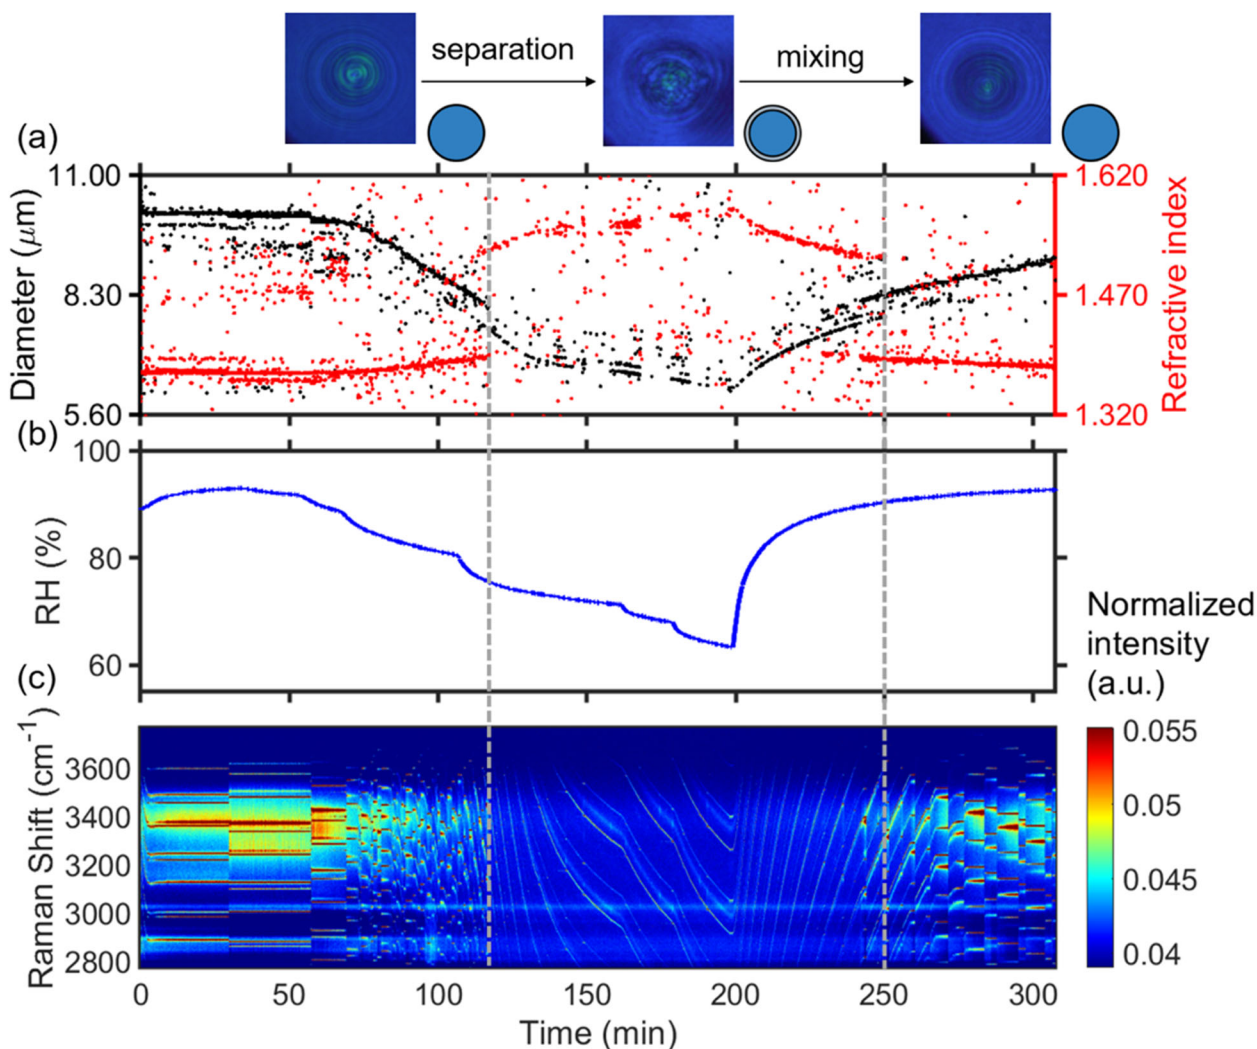 separation
mixing
(a)
11.00
8.30
5.60
Diameter (μm)
1.620
1.470
1.320
Refractive index
(b)
100
80
60
RH (%)
(c)
3600
3400
3200
3000
2800
Raman Shift (cm⁻¹)
Normalized
intensity
(a.u.)
0.055
0.05
0.045
0.04
0
50
100
150
200
250
300
Time (min)